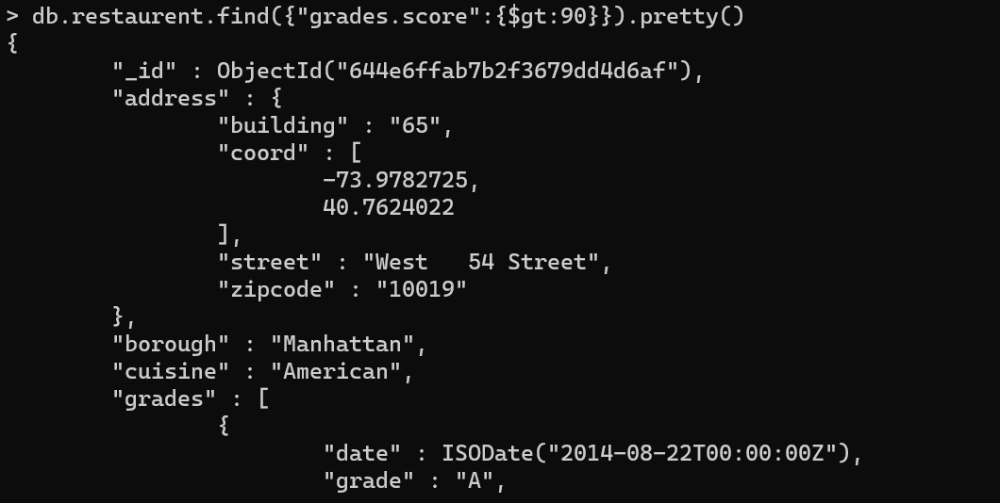 > db.restaurent.find({"grades.score":{$gt:90}}).pretty()
{
"_id" : ObjectId("644e6ffab7b2f3679dd4d6af"),
"address" : {
"building" : "65",
"coord" : [
-73.9782725,
40.7624022
],
"street" : "West   54 Street",
"zipcode" : "10019"
},
"borough" : "Manhattan",
"cuisine" : "American",
"grades" : [
{
"date" : ISODate("2014-08-22T00:00:00Z"),
"grade" : "A",